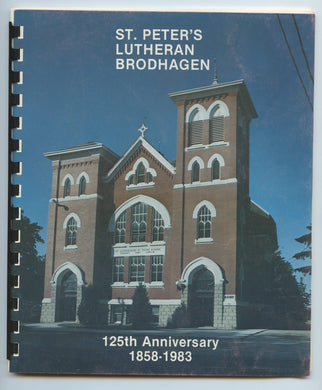 ST. PETER'S
LUTHERAN
BRODHAGEN
125th Anniversary
1858-1983